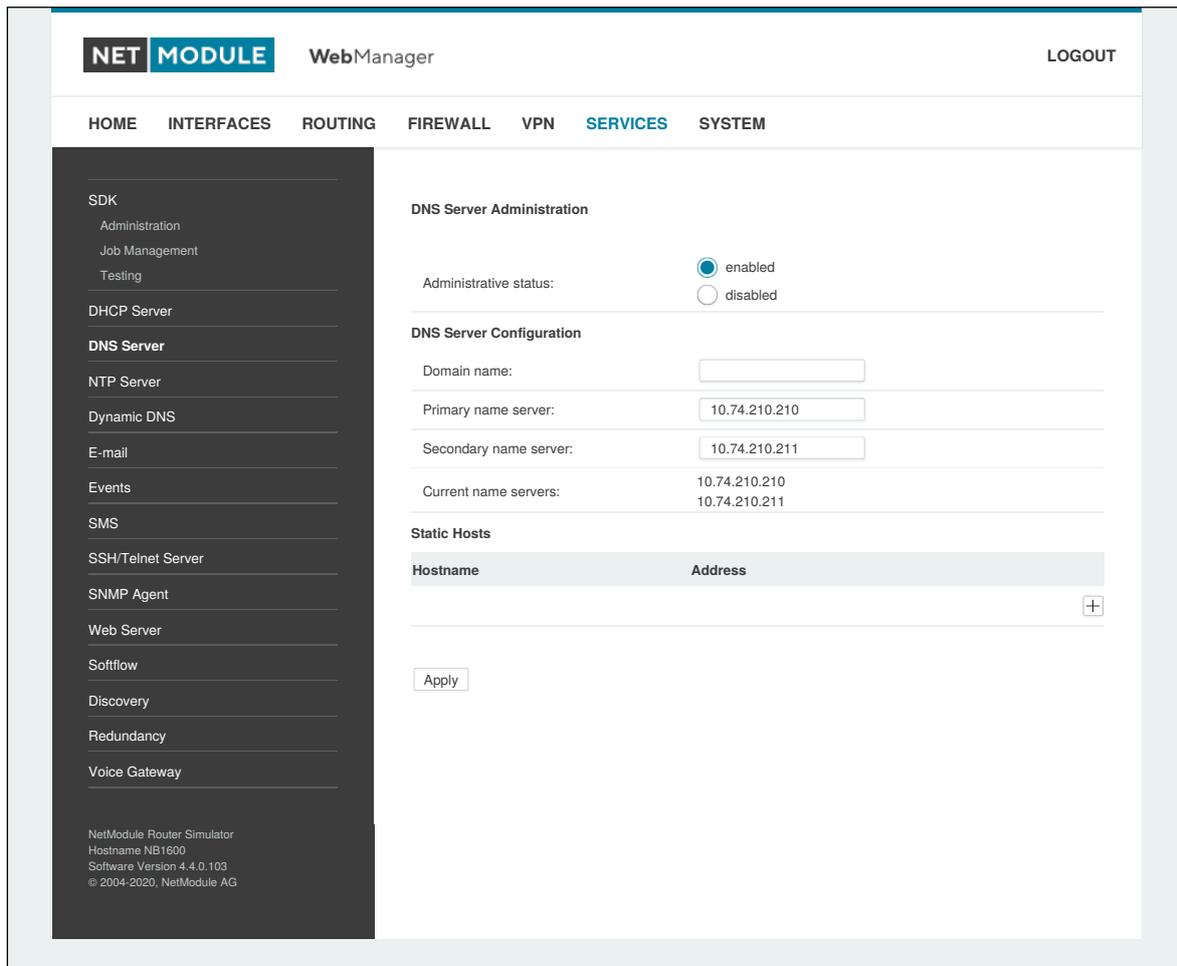 NET MODULE WebManager LOGOUT
HOME INTERFACES ROUTING FIREWALL VPN SERVICES SYSTEM
SDK
Administration
Job Management
Testing
DHCP Server
DNS Server
NTP Server
Dynamic DNS
E-mail
Events
SMS
SSH/Telnet Server
SNMP Agent
Web Server
Softflow
Discovery
Redundancy
Voice Gateway
NetModule Router Simulator
Hostname NB1600
Software Version 4.4.0.103
© 2004-2020, NetModule AG
DNS Server Administration
Administrative status:
enabled
disabled
DNS Server Configuration
Domain name:
Primary name server: 10.74.210.210
Secondary name server: 10.74.210.211
Current name servers:
10.74.210.210
10.74.210.211
Static Hosts
Hostname Address
Apply